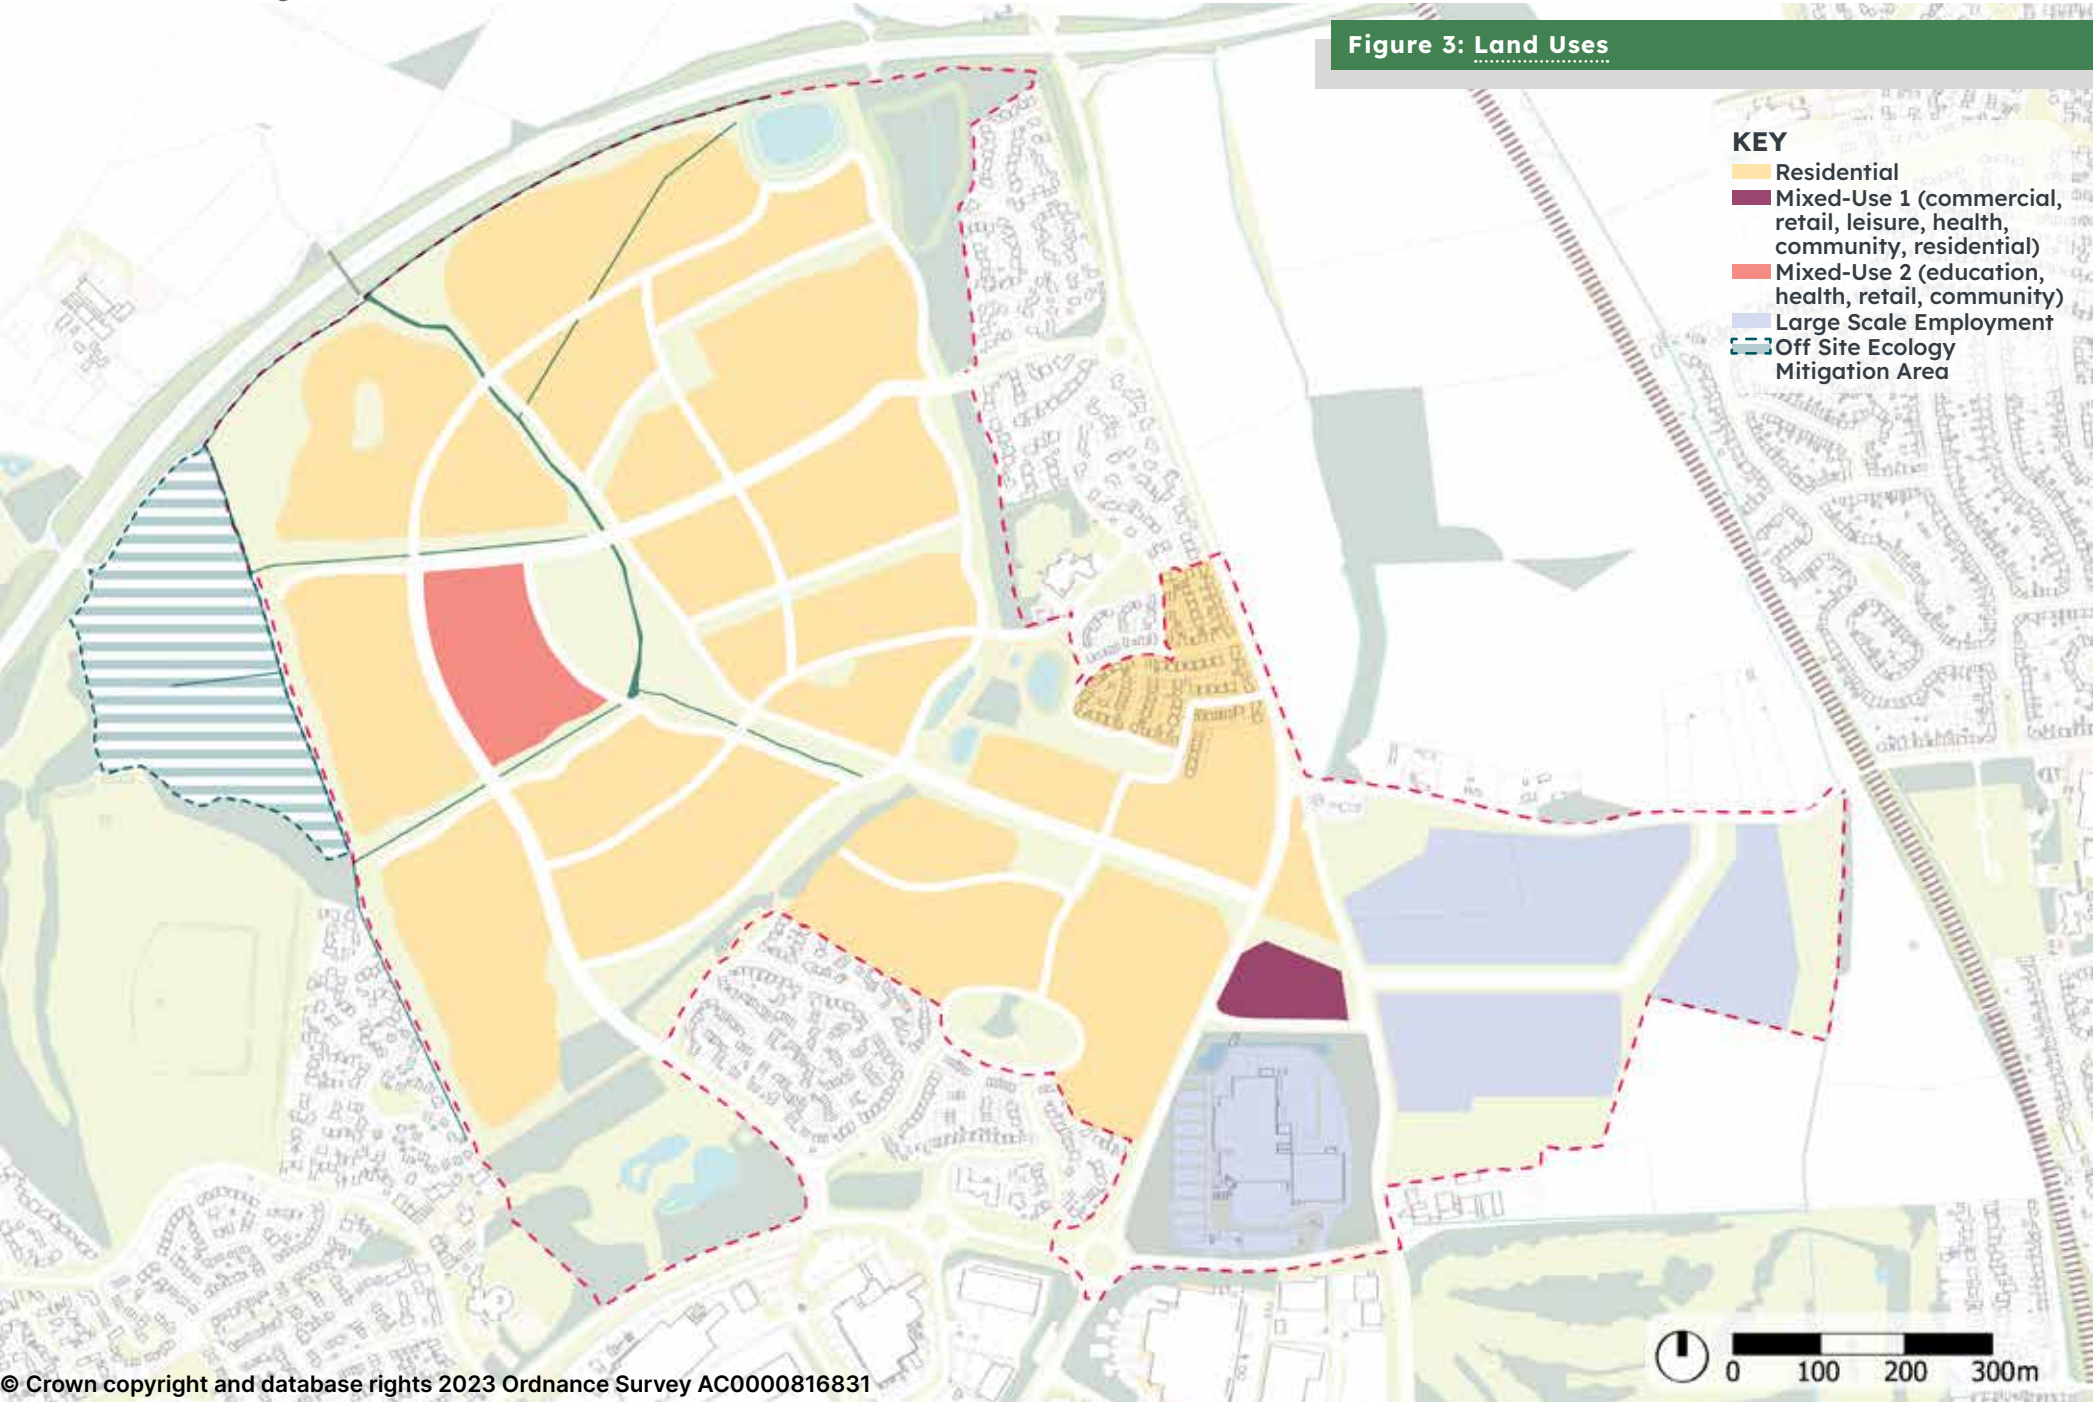 Figure 3: Land Uses
KEY
Residential
Mixed-Use 1 (commercial,
retail, leisure, health,
community, residential)
Mixed-Use 2 (education,
health, retail, community)
Large Scale Employment
Off Site Ecology
Mitigation Area
0 100 200 300m
© Crown copyright and database rights 2023 Ordnance Survey AC0000816831